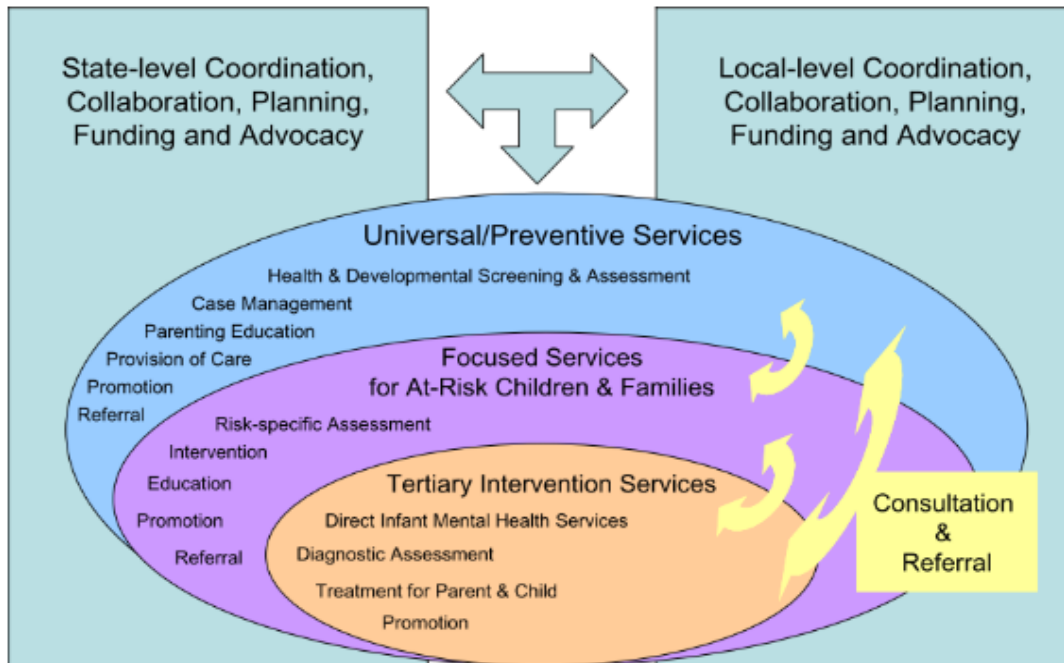 State-level Coordination,
Collaboration, Planning,
Funding and Advocacy
Local-level Coordination,
Collaboration, Planning,
Funding and Advocacy
Universal/Preventive Services
Health & Developmental Screening & Assessment
Case Management
Parenting Education
Provision of Care
Promotion
Referral
Focused Services
for At-Risk Children & Families
Risk-specific Assessment
Intervention
Education
Promotion
Referral
Tertiary Intervention Services
Direct Infant Mental Health Services
Diagnostic Assessment
Treatment for Parent & Child
Promotion
Consultation
&
Referral